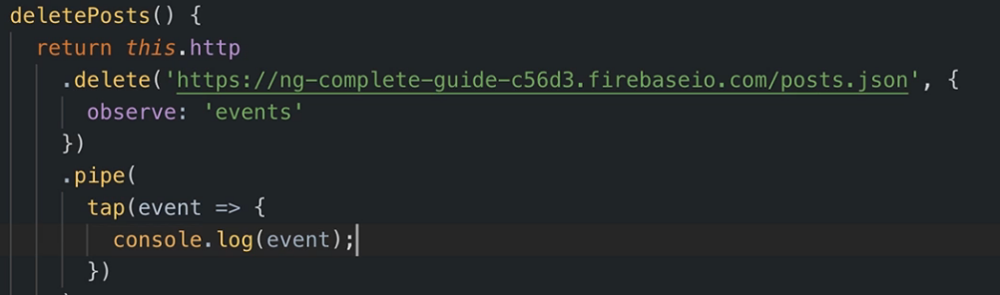 deletePosts() {
return this.http
.delete('https://ng-complete-guide-c56d3.firebaseio.com/posts.json', {
observe: 'events'
})
.pipe(
tap(event => {
console.log(event);
})